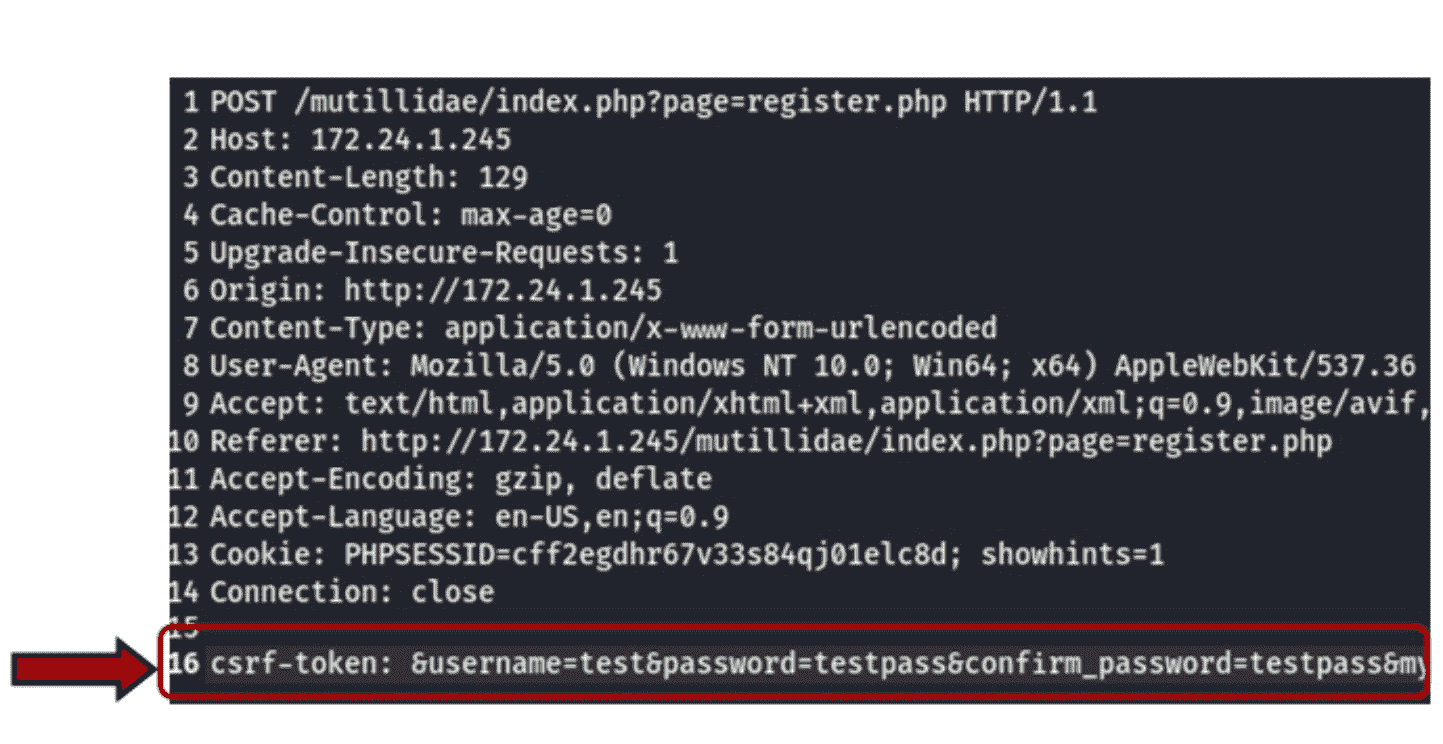 1 POST /mutillidae/index.php?page=register.php HTTP/1.1
2 Host: 172.24.1.245
3 Content-Length: 129
4 Cache-Control: max-age=0
5 Upgrade-Insecure-Requests: 1
6 Origin: http://172.24.1.245
7 Content-Type: application/x-www-form-urlencoded
8 User-Agent: Mozilla/5.0 (Windows NT 10.0; Win64; x64) AppleWebKit/537.36
9 Accept: text/html,application/xhtml+xml,application/xml;q=0.9,image/avif,
10 Referer: http://172.24.1.245/mutillidae/index.php?page=register.php
11 Accept-Encoding: gzip, deflate
12 Accept-Language: en-US,en;q=0.9
13 Cookie: PHPSESSID=cff2egdhr67v33s84qj01elc8d; showhints=1
14 Connection: close
15
16 csrf-token: &username=test&password=testpass&confirm_password=testpass&my